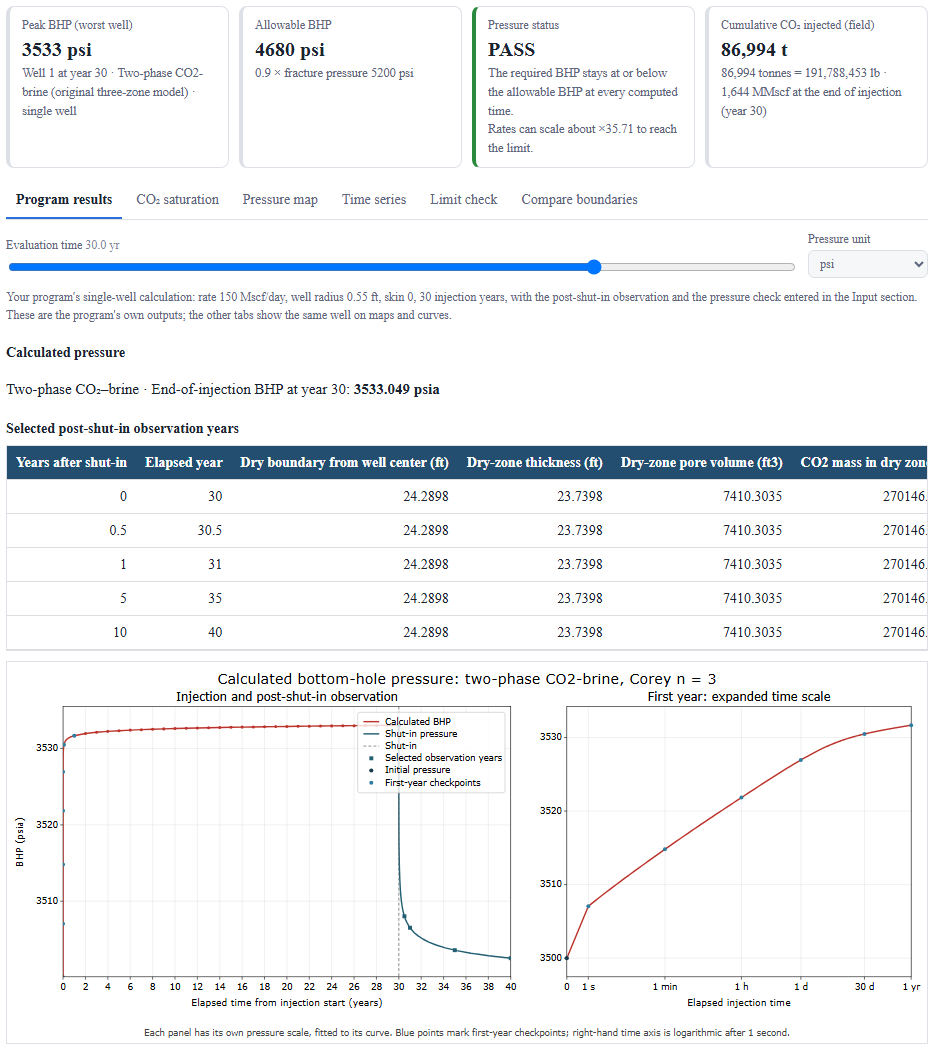 Peak BHP (worst well)
3533 psi
Well 1 at year 30 · Two-phase CO2-
brine (original three-zone model) ·
single well
Allowable BHP
4680 psi
0.9 × fracture pressure 5200 psi
Pressure status
PASS
The required BHP stays at or below
the allowable BHP at every computed
time.
Rates can scale about ×35.71 to reach
the limit.
Cumulative CO₂ injected (field)
86,994 t
86,994 tonnes = 191,788,453 lb ·
1,644 MMscf at the end of injection
(year 30)
Program results CO₂ saturation Pressure map Time series Limit check Compare boundaries
Evaluation time 30.0 yr
Pressure unit
psi
Your program's single-well calculation: rate 150 Mscf/day, well radius 0.55 ft, skin 0, 30 injection years, with the post-shut-in observation and the pressure check entered in the Input section.
These are the program's own outputs; the other tabs show the same well on maps and curves.
Calculated pressure
Two-phase CO₂–brine · End-of-injection BHP at year 30: 3533.049 psia
Selected post-shut-in observation years
Years after shut-in Elapsed year Dry boundary from well center (ft) Dry-zone thickness (ft) Dry-zone pore volume (ft3) CO2 mass in dry zon
0 30 24.2898 23.7398 7410.3035 270146.
0.5 30.5 24.2898 23.7398 7410.3035 270146.
1 31 24.2898 23.7398 7410.3035 270146.
5 35 24.2898 23.7398 7410.3035 270146.
10 40 24.2898 23.7398 7410.3035 270146.
Calculated bottom-hole pressure: two-phase CO2-brine, Corey n = 3
Injection and post-shut-in observation
Calculated BHP
Shut-in pressure
Shut-in
Selected observation years
Initial pressure
First-year checkpoints
3530
3520
3510
BHP (psia)
0 2 4 6 8 10 12 14 16 18 20 22 24 26 28 30 32 34 36 38 40
Elapsed time from injection start (years)
First year: expanded time scale
3530
3520
3510
3500
0 1 s 1 min 1 h 1 d 30 d 1 yr
Elapsed injection time
Each panel has its own pressure scale, fitted to its curve. Blue points mark first-year checkpoints; right-hand time axis is logarithmic after 1 second.